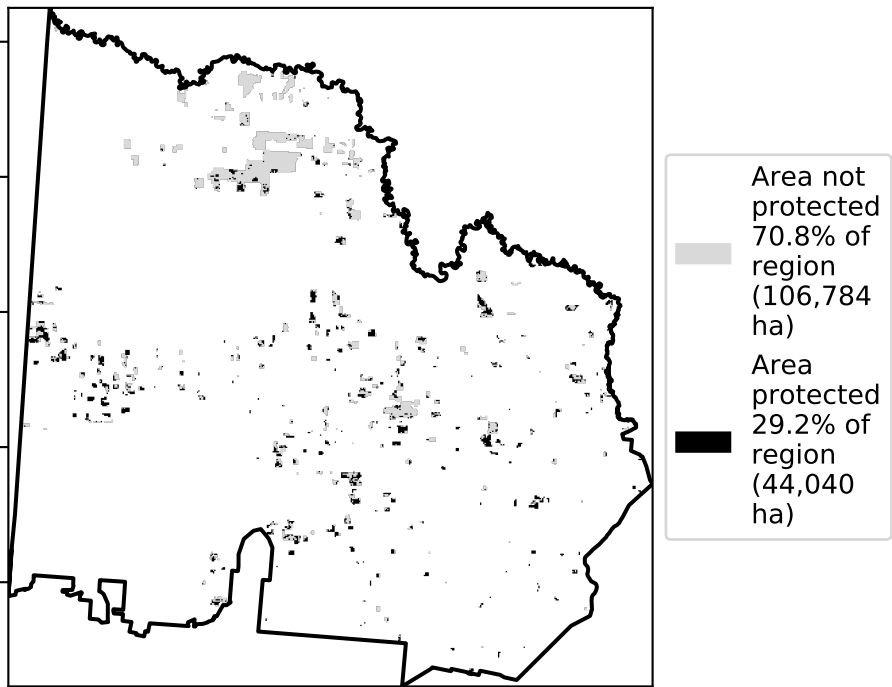 Area not
protected
70.8% of
region
(106,784
ha)
Area
protected
29.2% of
region
(44,040
ha)